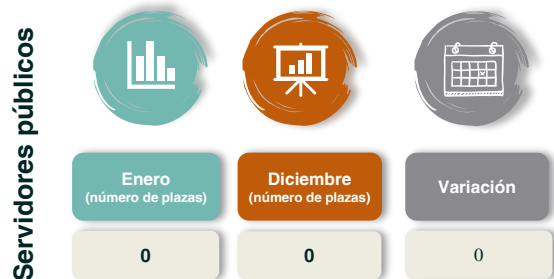 Servidores públicos
Enero
(número de plazas)
Diciembre
(número de plazas)
Variación
0
0
0